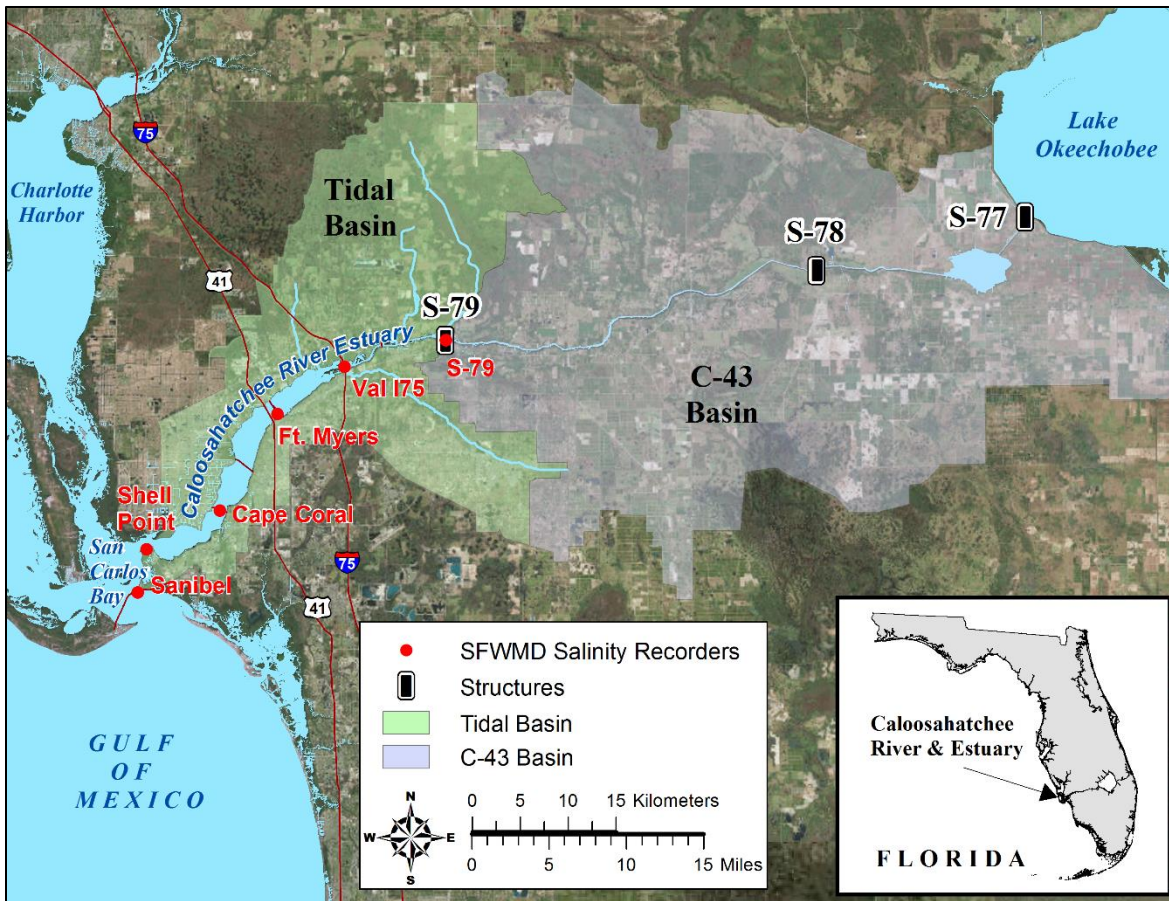 Lake
Okeechobee
75
Charlotte
Harbor
Tidal
Basin
S-77
S-78
41
S-79
S-79
Caloosahatchee River Estuary
Val I75
C-43
Basin
Ft. Myers
Shell
Point
Cape Coral
San
Carlos
Bay
Sanibel
75
41
GULF
OF
MEXICO
SFWMD Salinity Recorders
Structures
Tidal Basin
C-43 Basin
N
W E
S
0 5 10 15 Kilometers
0 5 10 15 Miles
Caloosahatchee
River & Estuary
FLORIDA